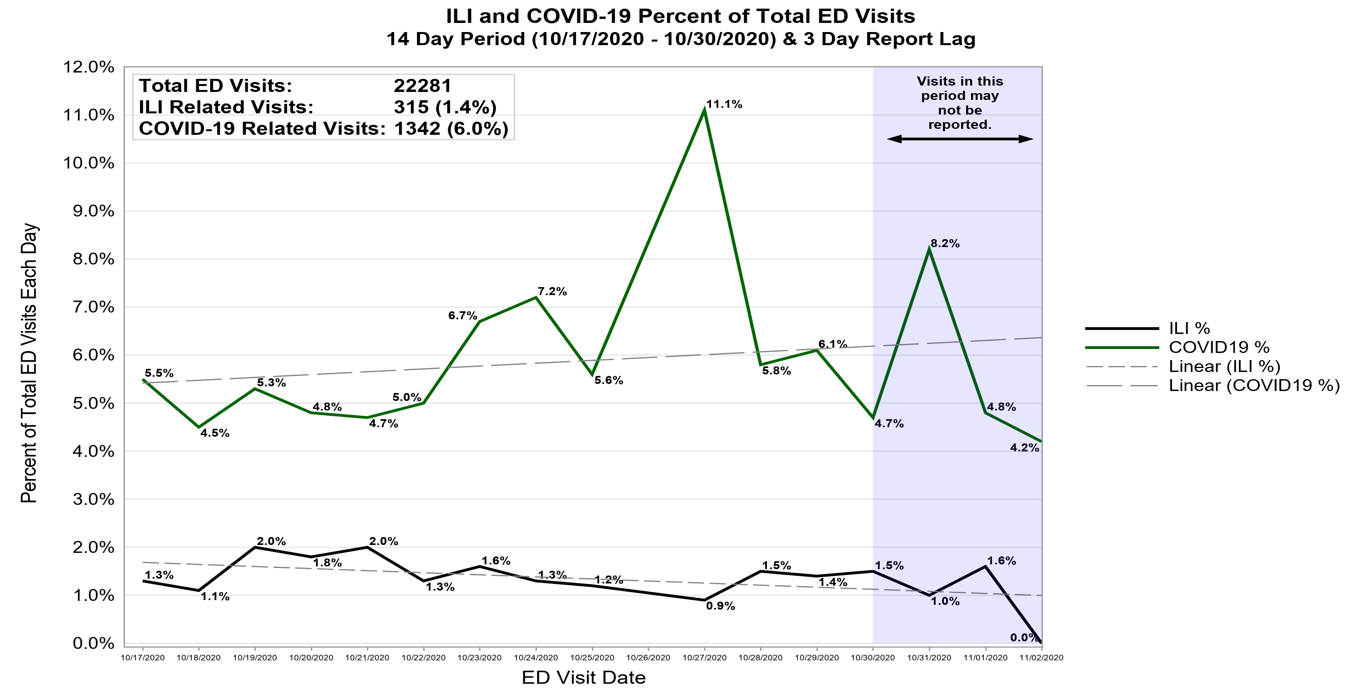 ILI and COVID-19 Percent of Total ED Visits
14 Day Period (10/17/2020 - 10/30/2020) & 3 Day Report Lag
Total ED Visits: 22281
ILI Related Visits: 315 (1.4%)
COVID-19 Related Visits: 1342 (6.0%)
Visits in this
period may
not be
reported.
Percent of Total ED Visits Each Day
12.0%
11.0%
10.0%
9.0%
8.0%
7.0%
6.0%
5.0%
4.0%
3.0%
2.0%
1.0%
0.0%
5.5%
4.5%
5.3%
4.8%
4.7%
5.0%
6.7%
7.2%
5.6%
11.1%
5.8%
6.1%
4.7%
8.2%
4.8%
4.2%
1.3%
1.1%
2.0%
1.8%
2.0%
1.3%
1.6%
1.3%
1.2%
0.9%
1.5%
1.4%
1.5%
1.0%
1.6%
0.0%
10/17/2020 10/18/2020 10/19/2020 10/20/2020 10/21/2020 10/22/2020 10/23/2020 10/24/2020 10/25/2020 10/26/2020 10/27/2020 10/28/2020 10/29/2020 10/30/2020 10/31/2020 11/01/2020 11/02/2020
ED Visit Date
ILI %
COVID19 %
Linear (ILI %)
Linear (COVID19 %)